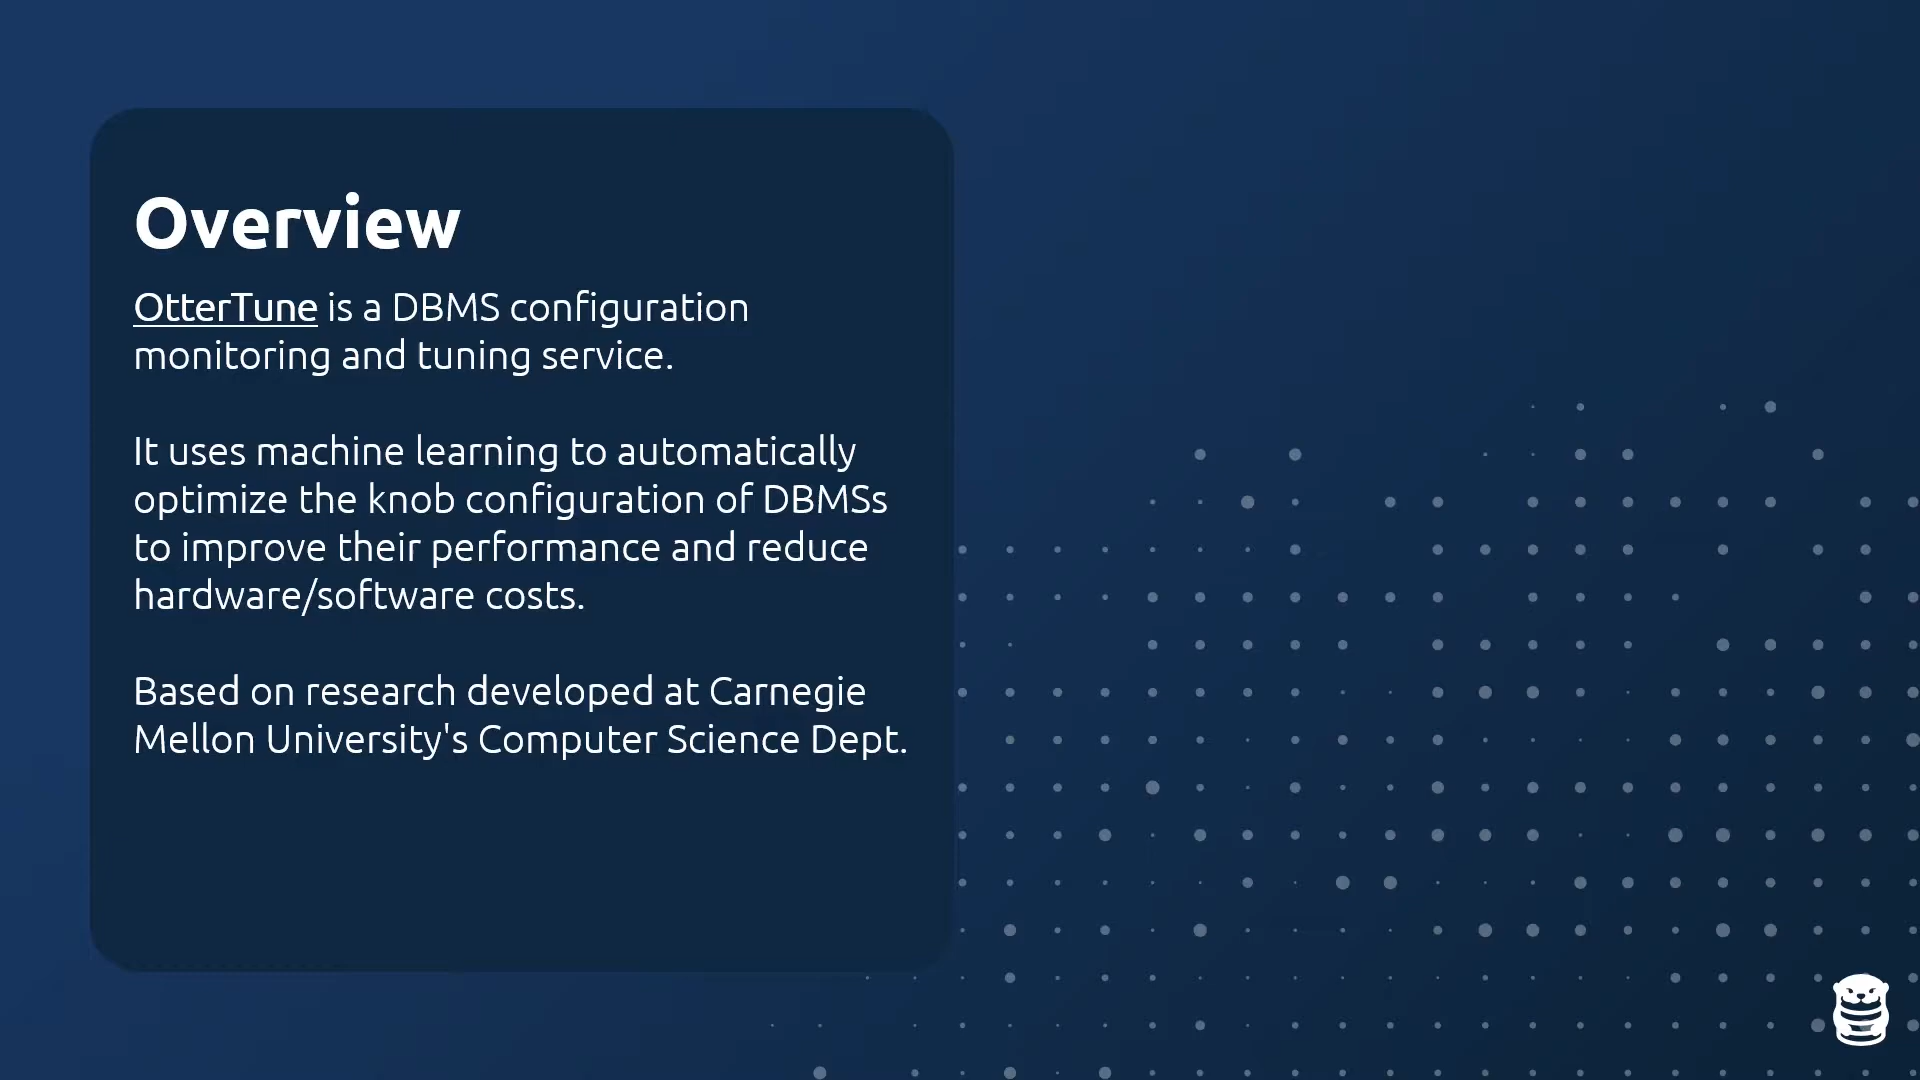 Overview
OtterTune is a DBMS configuration
monitoring and tuning service.
It uses machine learning to automatically
optimize the knob configuration of DBMSs
to improve their performance and reduce
hardware/software costs.
Based on research developed at Carnegie
Mellon University's Computer Science Dept.